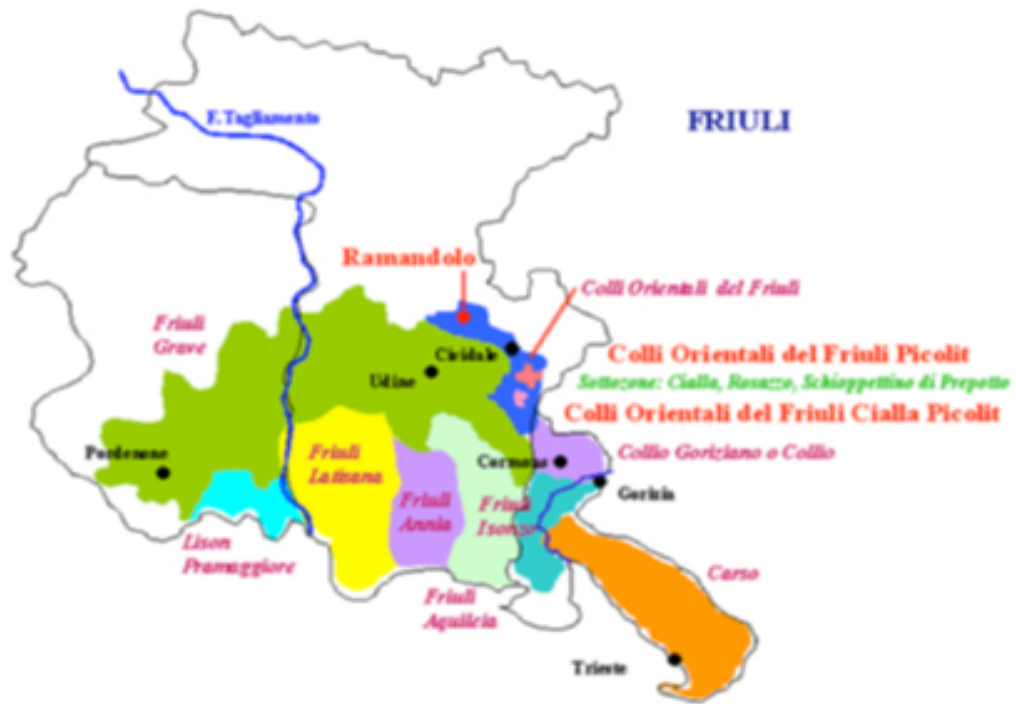 FRIULI
F.Tagliamento
Ramandolo
Colli Orientali del Friuli
Friuli
Grave
Cividale
Colli Orientali del Friuli Picolit
Sottozone: Cialla, Rosazzo, Schioppettino di Prepotto
Udine
Colli Orientali del Friuli Cialla Picolit
Pordenone
Friuli
Latisana
Cormons
Collio Goriziano o Collio
Gorizia
Friuli
Annia
Friuli
Isonzo
Lison
Pramaggiore
Carso
Friuli
Aquileia
Trieste